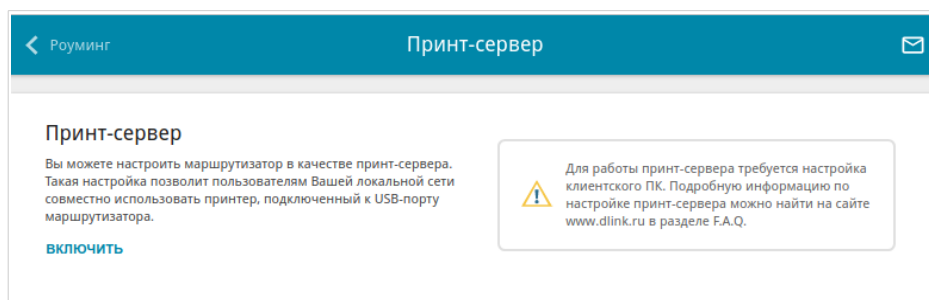 Роуминг
Принт-сервер
Принт-сервер
Вы можете настроить маршрутизатор в качестве принт-сервера.
Такая настройка позволит пользователям Вашей локальной сети
совместно использовать принтер, подключенный к USB-порту
маршрутизатора.
ВКЛЮЧИТЬ
Для работы принт-сервера требуется настройка
клиентского ПК. Подробную информацию по
настройке принт-сервера можно найти на сайте
www.dlink.ru в разделе F.A.Q.